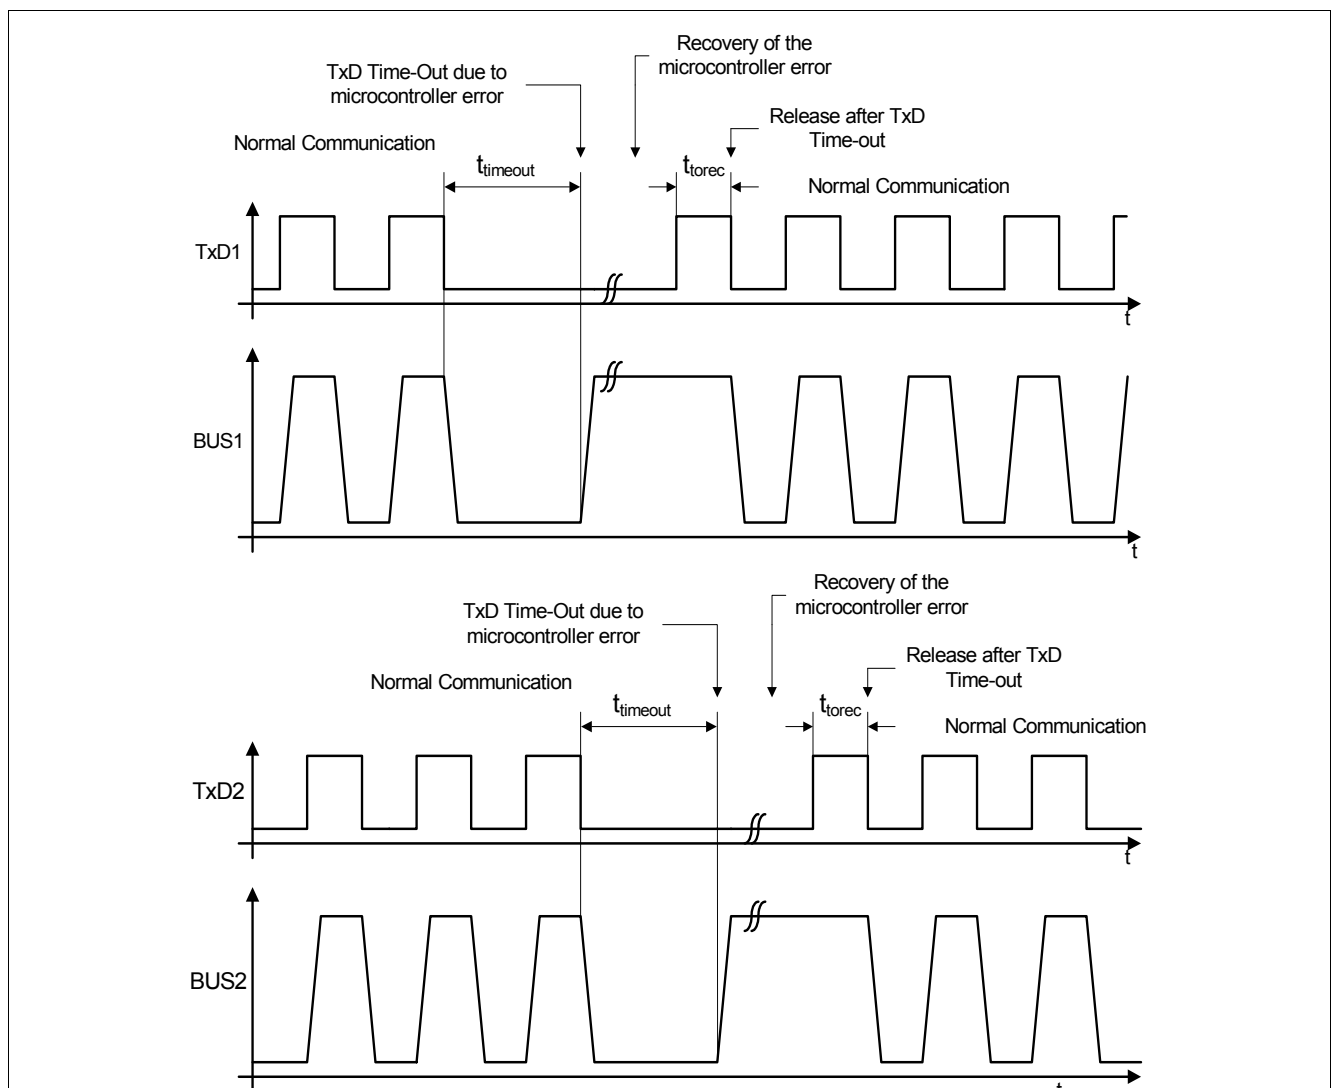 Recovery of the
microcontroller error
TxD Time-Out due to
microcontroller error
Release after TxD
Time-out
Normal Communication
ttimeout
ttorec
Normal Communication
TxD1
t
BUS1
t
Recovery of the
microcontroller error
TxD Time-Out due to
microcontroller error
Release after TxD
Time-out
Normal Communication
ttimeout
ttorec
Normal Communication
TxD2
t
BUS2
t